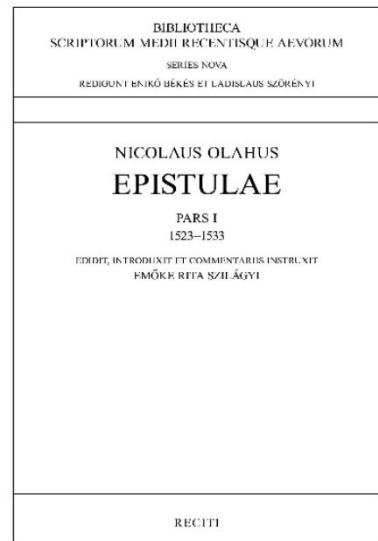 BIBLIOTHECA
SCRIPTORUM MEDII RECENTISQUE AEVORUM
SERIES NOVA
REDIGUNT ENIKŐ BÉKÉS ET LADISLAUS SZÖRÉNYI
NICOLAUS OLAHUS
EPISTULAE
PARS I
1523–1533
EDIDIT, INTRODUXIT ET COMMENTARIIS INSTRUXIT
EMŐKE RITA SZILÁGYI
RECITI